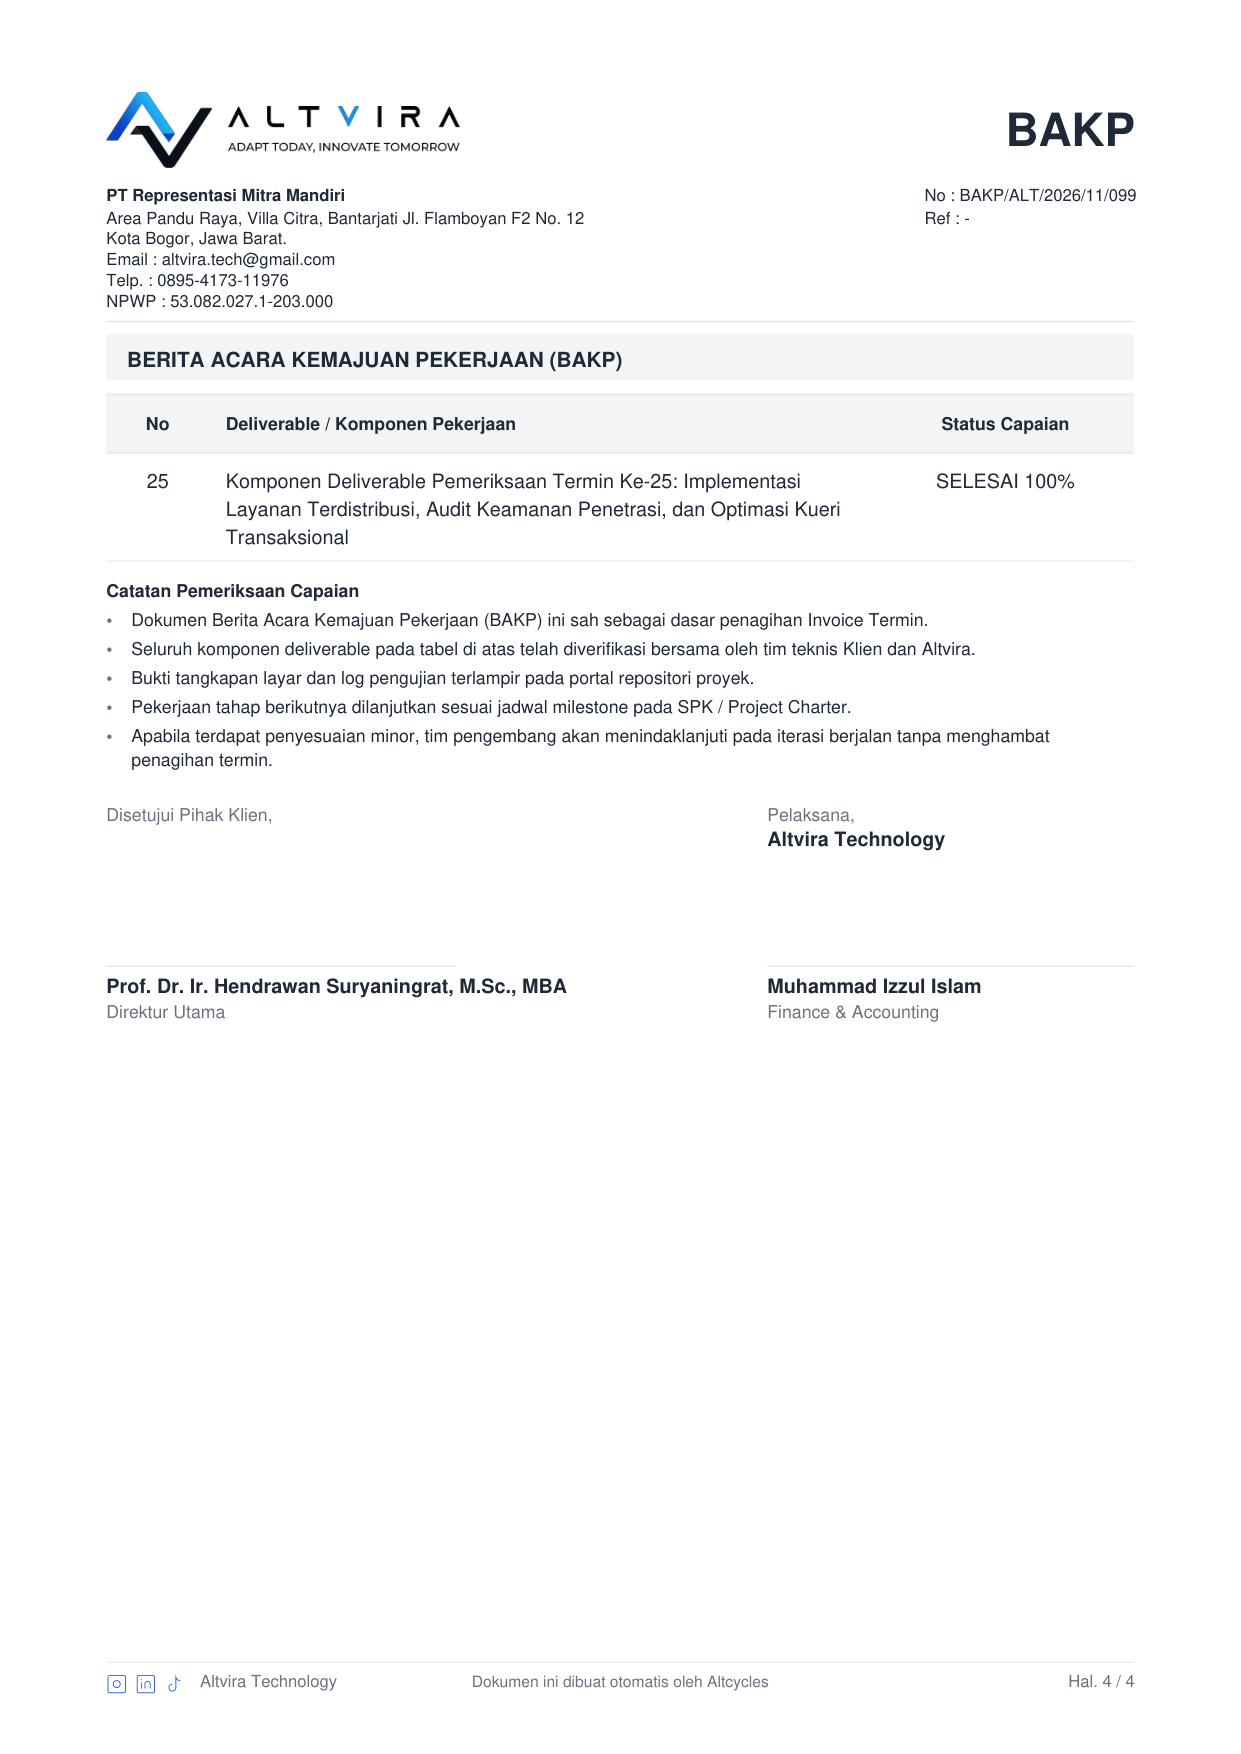 ALTVIRA
ADAPT TODAY, INNOVATE TOMORROW
BAKP
PT Representasi Mitra Mandiri
Area Pandu Raya, Villa Citra, Bantarjati Jl. Flamboyan F2 No. 12
Kota Bogor, Jawa Barat.
Email : altvira.tech@gmail.com
Telp. : 0895-4173-11976
NPWP : 53.082.027.1-203.000
No : BAKP/ALT/2026/11/099
Ref : -
BERITA ACARA KEMAJUAN PEKERJAAN (BAKP)
No Deliverable / Komponen Pekerjaan Status Capaian
25 Komponen Deliverable Pemeriksaan Termin Ke-25: Implementasi SELESAI 100%
Layanan Terdistribusi, Audit Keamanan Penetrasi, dan Optimasi Kueri
Transaksional
Catatan Pemeriksaan Capaian
• Dokumen Berita Acara Kemajuan Pekerjaan (BAKP) ini sah sebagai dasar penagihan Invoice Termin.
• Seluruh komponen deliverable pada tabel di atas telah diverifikasi bersama oleh tim teknis Klien dan Altvira.
• Bukti tangkapan layar dan log pengujian terlampir pada portal repositori proyek.
• Pekerjaan tahap berikutnya dilanjutkan sesuai jadwal milestone pada SPK / Project Charter.
• Apabila terdapat penyesuaian minor, tim pengembang akan menindaklanjuti pada iterasi berjalan tanpa menghambat
penagihan termin.
Disetujui Pihak Klien,
Prof. Dr. Ir. Hendrawan Suryaningrat, M.Sc., MBA
Direktur Utama
Pelaksana,
Altvira Technology
Muhammad Izzul Islam
Finance & Accounting
Altvira Technology Dokumen ini dibuat otomatis oleh Altcycles Hal. 4 / 4